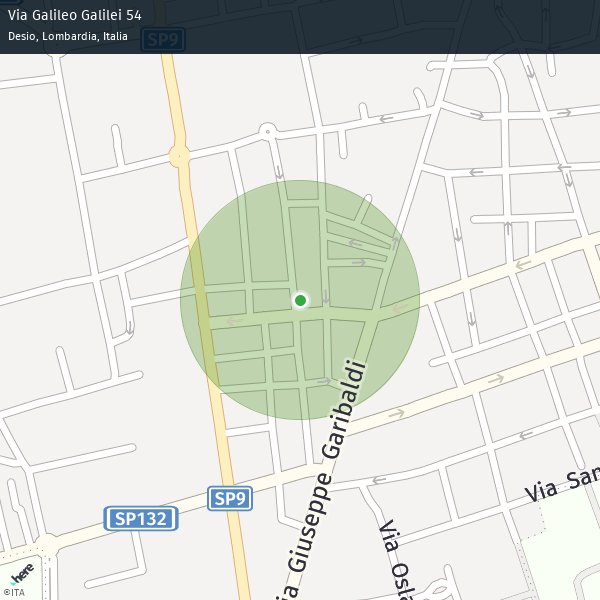 Via Galileo Galilei 54
Desio, Lombardia, Italia
SP9
Via Giuseppe Garibaldi
SP9
SP132
Via San
Via Osla
here
©ITA